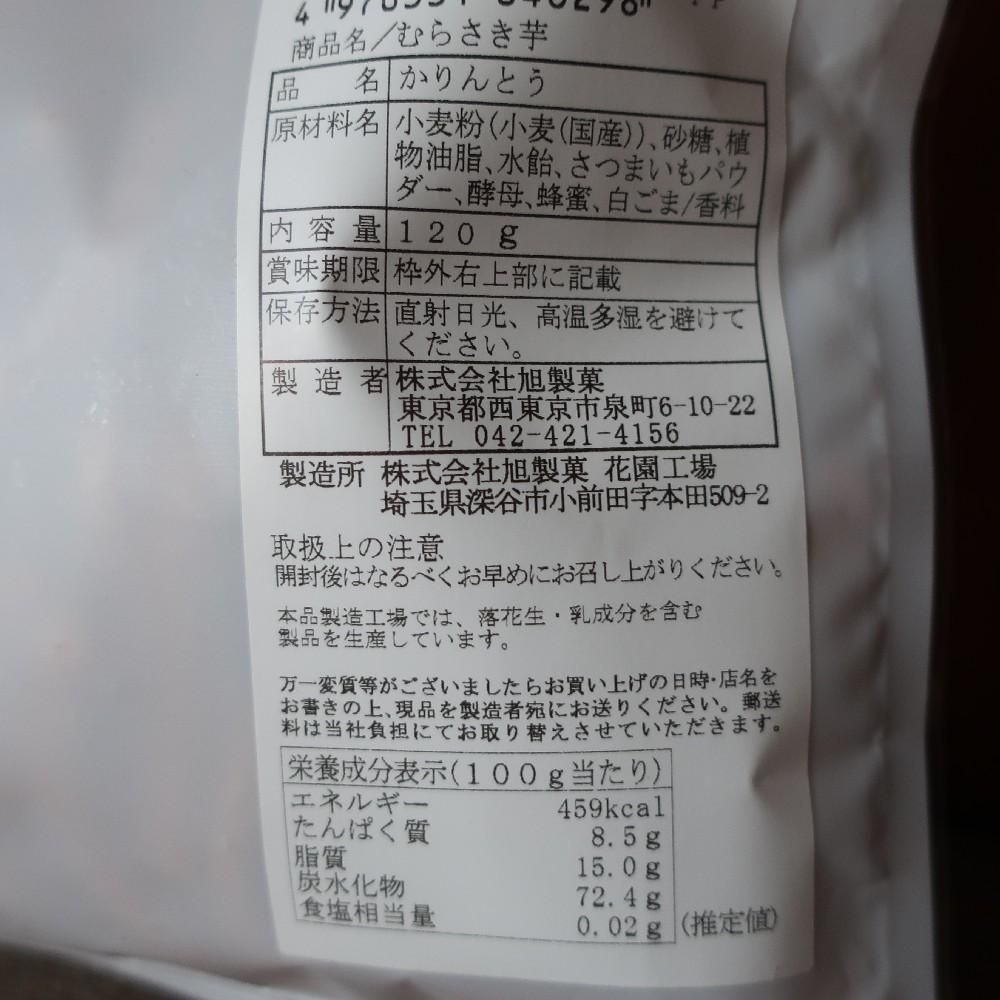 商品名/むらさき芋
品 名 かりんとう
原材料名 小麦粉(小麦(国産))、砂糖、植
物油脂、水飴、さつまいもパウ
ダー、酵母、蜂蜜、白ごま/香料
内容量 120g
賞味期限 枠外右上部に記載
保存方法 直射日光、高温多湿を避けて
ください。
製造者 株式会社旭製菓
東京都西東京市泉町6-10-22
TEL 042-421-4156
製造所 株式会社旭製菓 花園工場
埼玉県深谷市小前田字本田509-2
取扱上の注意
開封後はなるべくお早めにお召し上がりください。
本品製造工場では、落花生・乳成分を含む
製品を生産しています。
万一変質等がございましたらお買い上げの日時・店名を
お書きの上、現品を製造者宛にお送りください。郵送
料は当社負担にてお取り替えさせていただきます。
栄養成分表示(100g当たり)
エネルギー 459kcal
たんぱく質 8.5g
脂質 15.0g
炭水化物 72.4g
食塩相当量 0.02g (推定値)